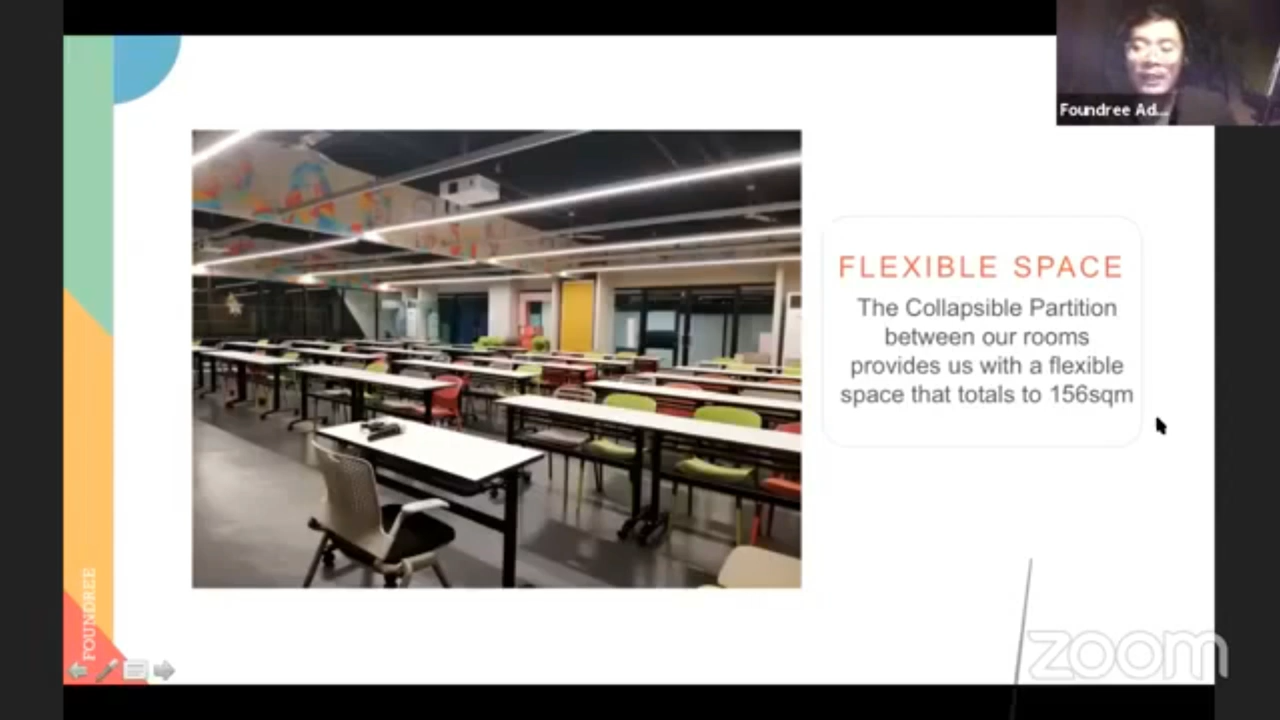 Foundree Ad...
FLEXIBLE SPACE
The Collapsible Partition
between our rooms
provides us with a flexible
space that totals to 156sqm
FOUNDREE
zoom